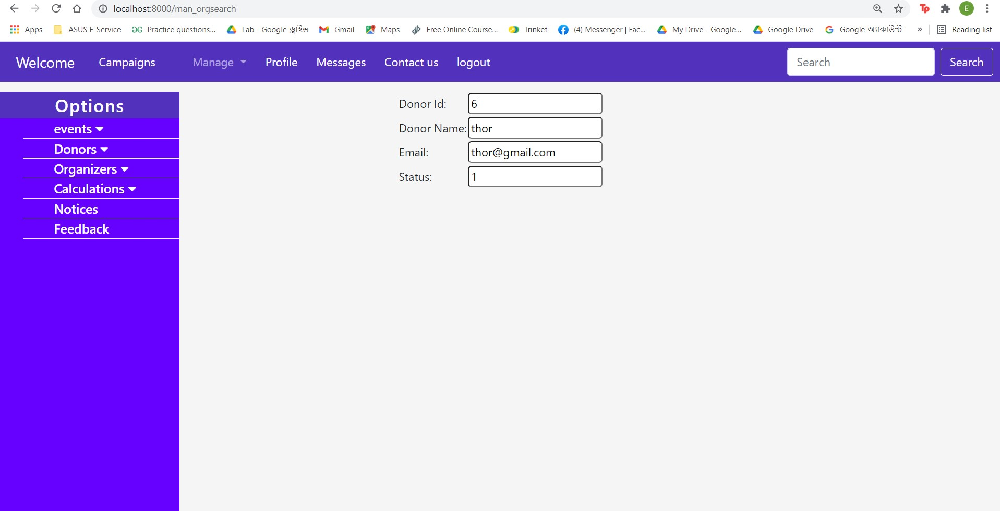 localhost:8000/man_orgsearch
Tp
E
Apps ASUS E-Service Practice questions... Lab - Google ড্রাইভ Gmail Maps Free Online Course... Trinket (4) Messenger | Fac... My Drive - Google... Google Drive Google অ্যাকাউন্ট » Reading list
Welcome Campaigns Manage Profile Messages Contact us logout Search Search
Options
events
Donors
Organizers
Calculations
Notices
Feedback
Donor Id: 6
Donor Name: thor
Email: thor@gmail.com
Status: 1